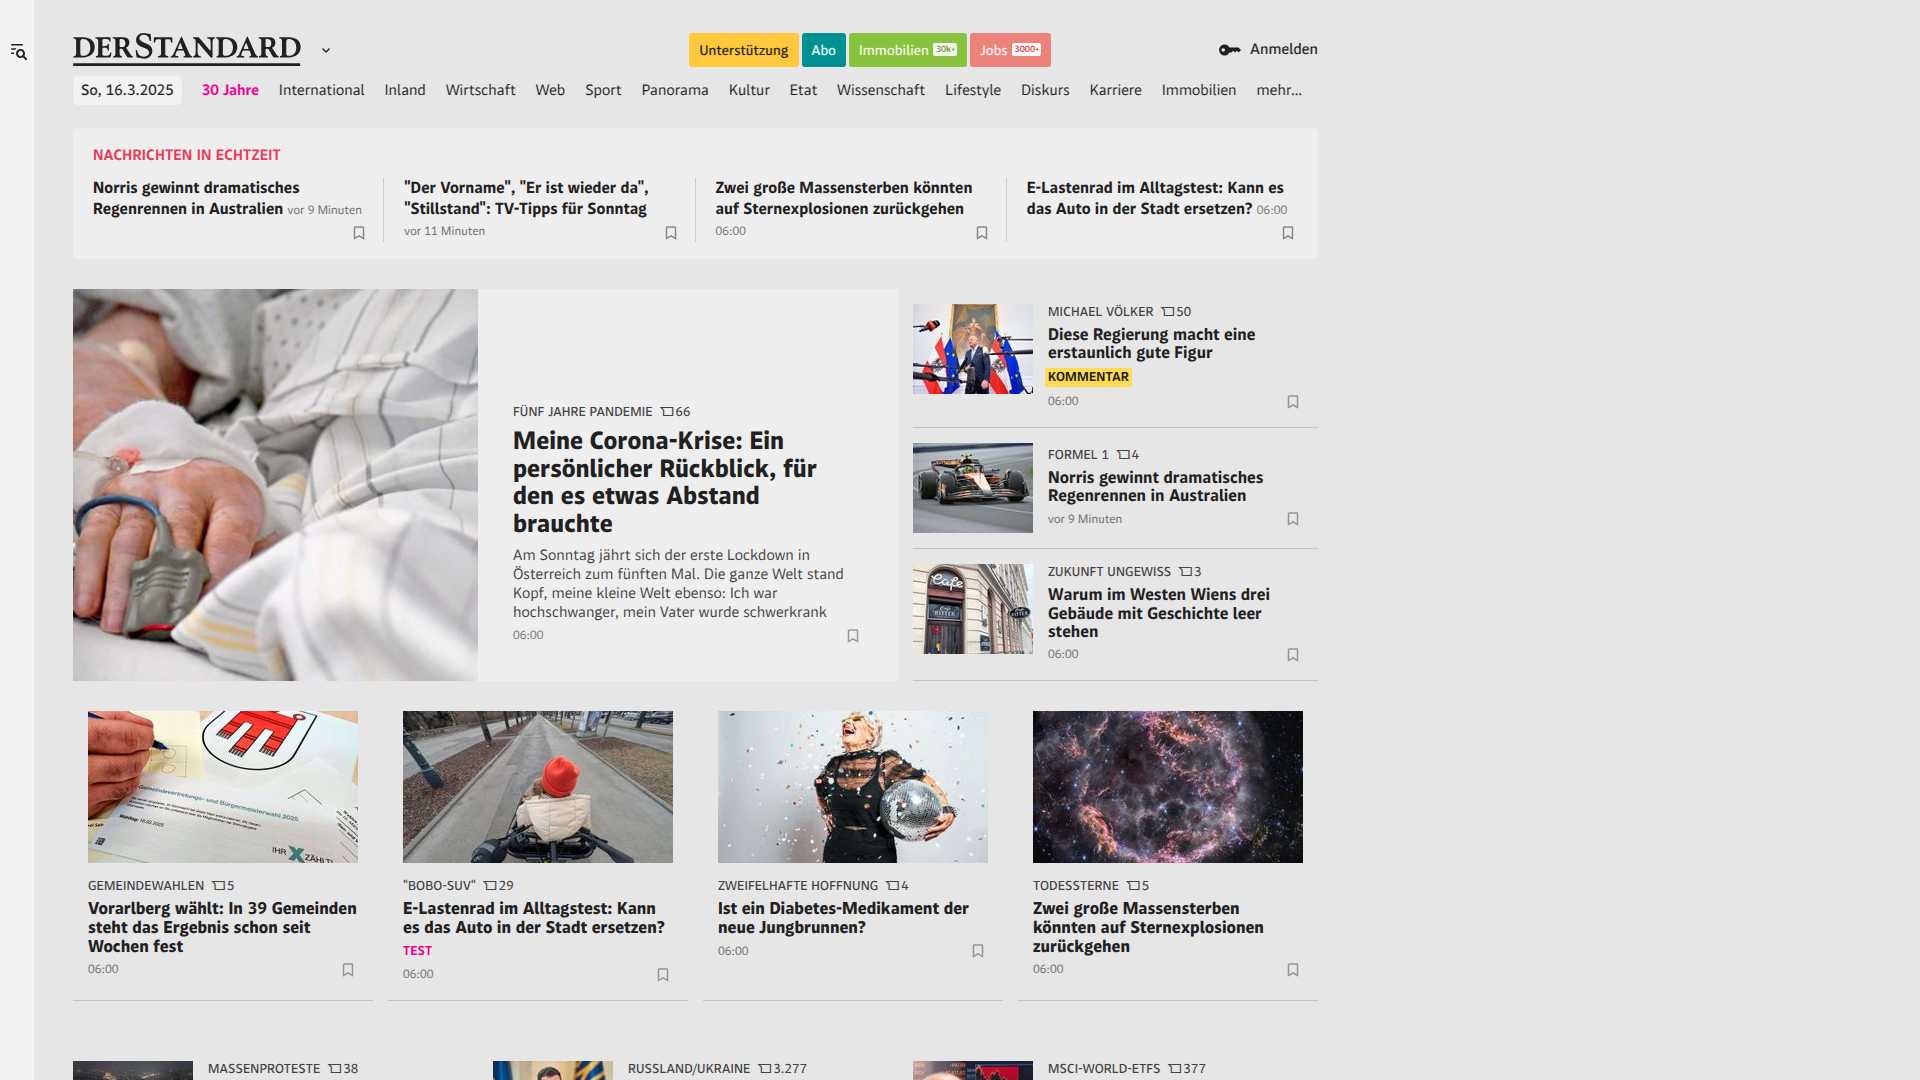 DERSTANDARD
Unterstützung
Abo
Immobilien 30k+
Jobs 3000+
Anmelden
So, 16.3.2025
30 Jahre
International
Inland
Wirtschaft
Web
Sport
Panorama
Kultur
Etat
Wissenschaft
Lifestyle
Diskurs
Karriere
Immobilien
mehr...
NACHRICHTEN IN ECHTZEIT
Norris gewinnt dramatisches
Regenrennen in Australien vor 9 Minuten
"Der Vorname", "Er ist wieder da",
"Stillstand": TV-Tipps für Sonntag
vor 11 Minuten
Zwei große Massensterben könnten
auf Sternexplosionen zurückgehen
06:00
E-Lastenrad im Alltagstest: Kann es
das Auto in der Stadt ersetzen? 06:00
FÜNF JAHRE PANDEMIE 66
Meine Corona-Krise: Ein
persönlicher Rückblick, für
den es etwas Abstand
brauchte
Am Sonntag jährt sich der erste Lockdown in
Österreich zum fünften Mal. Die ganze Welt stand
Kopf, meine kleine Welt ebenso: Ich war
hochschwanger, mein Vater wurde schwerkrank
06:00
MICHAEL VÖLKER 50
Diese Regierung macht eine
erstaunlich gute Figur
KOMMENTAR
06:00
FORMEL 1 4
Norris gewinnt dramatisches
Regenrennen in Australien
vor 9 Minuten
Cafe
ZUKUNFT UNGEWISS 3
Warum im Westen Wiens drei
Gebäude mit Geschichte leer
stehen
06:00
Gemeindevertretungs- und Bürgermeisterwahl 2025
IHR X ZÄHLT!
GEMEINDEWAHLEN 5
Vorarlberg wählt: In 39 Gemeinden
steht das Ergebnis schon seit
Wochen fest
06:00
"BOBO-SUV" 29
E-Lastenrad im Alltagstest: Kann
es das Auto in der Stadt ersetzen?
TEST
06:00
ZWEIFELHAFTE HOFFNUNG 4
Ist ein Diabetes-Medikament der
neue Jungbrunnen?
06:00
TODESSTERNE 5
Zwei große Massensterben
könnten auf Sternexplosionen
zurückgehen
06:00
MASSENPROTESTE 38
RUSSLAND/UKRAINE 3.277
MSCI-WORLD-ETFS 377